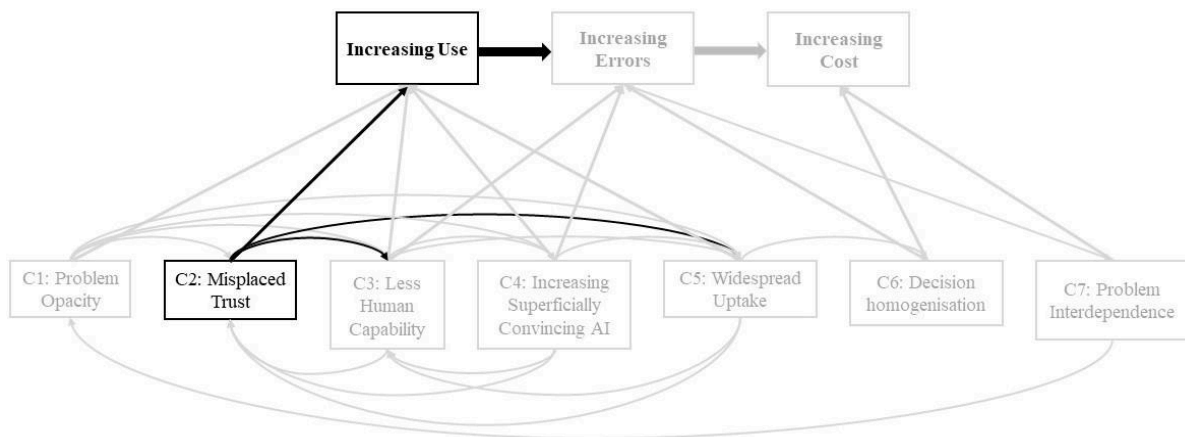 Increasing Use
Increasing
Errors
Increasing
Cost
C1: Problem
Opacity
C2: Misplaced
Trust
C3: Less
Human
Capability
C4: Increasing
Superficially
Convincing AI
C5: Widespread
Uptake
C6: Decision
homogenisation
C7: Problem
Interdependence